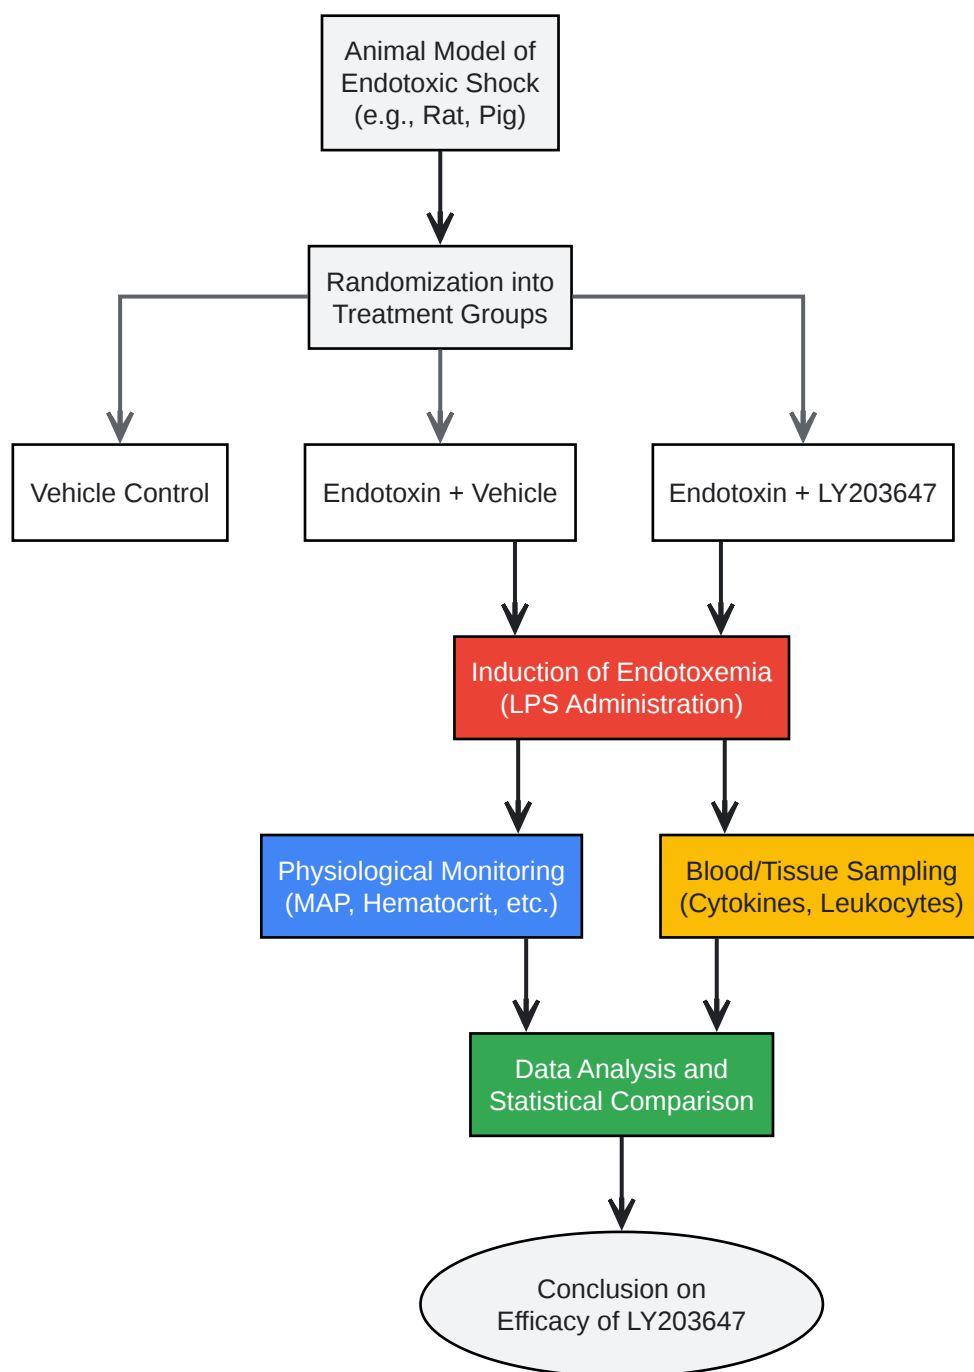 Animal Model of
Endotoxic Shock
(e.g., Rat, Pig)
Randomization into
Treatment Groups
Vehicle Control
Endotoxin + Vehicle
Endotoxin + LY203647
Induction of Endotoxemia
(LPS Administration)
Physiological Monitoring
(MAP, Hematocrit, etc.)
Blood/Tissue Sampling
(Cytokines, Leukocytes)
Data Analysis and
Statistical Comparison
Conclusion on
Efficacy of LY203647